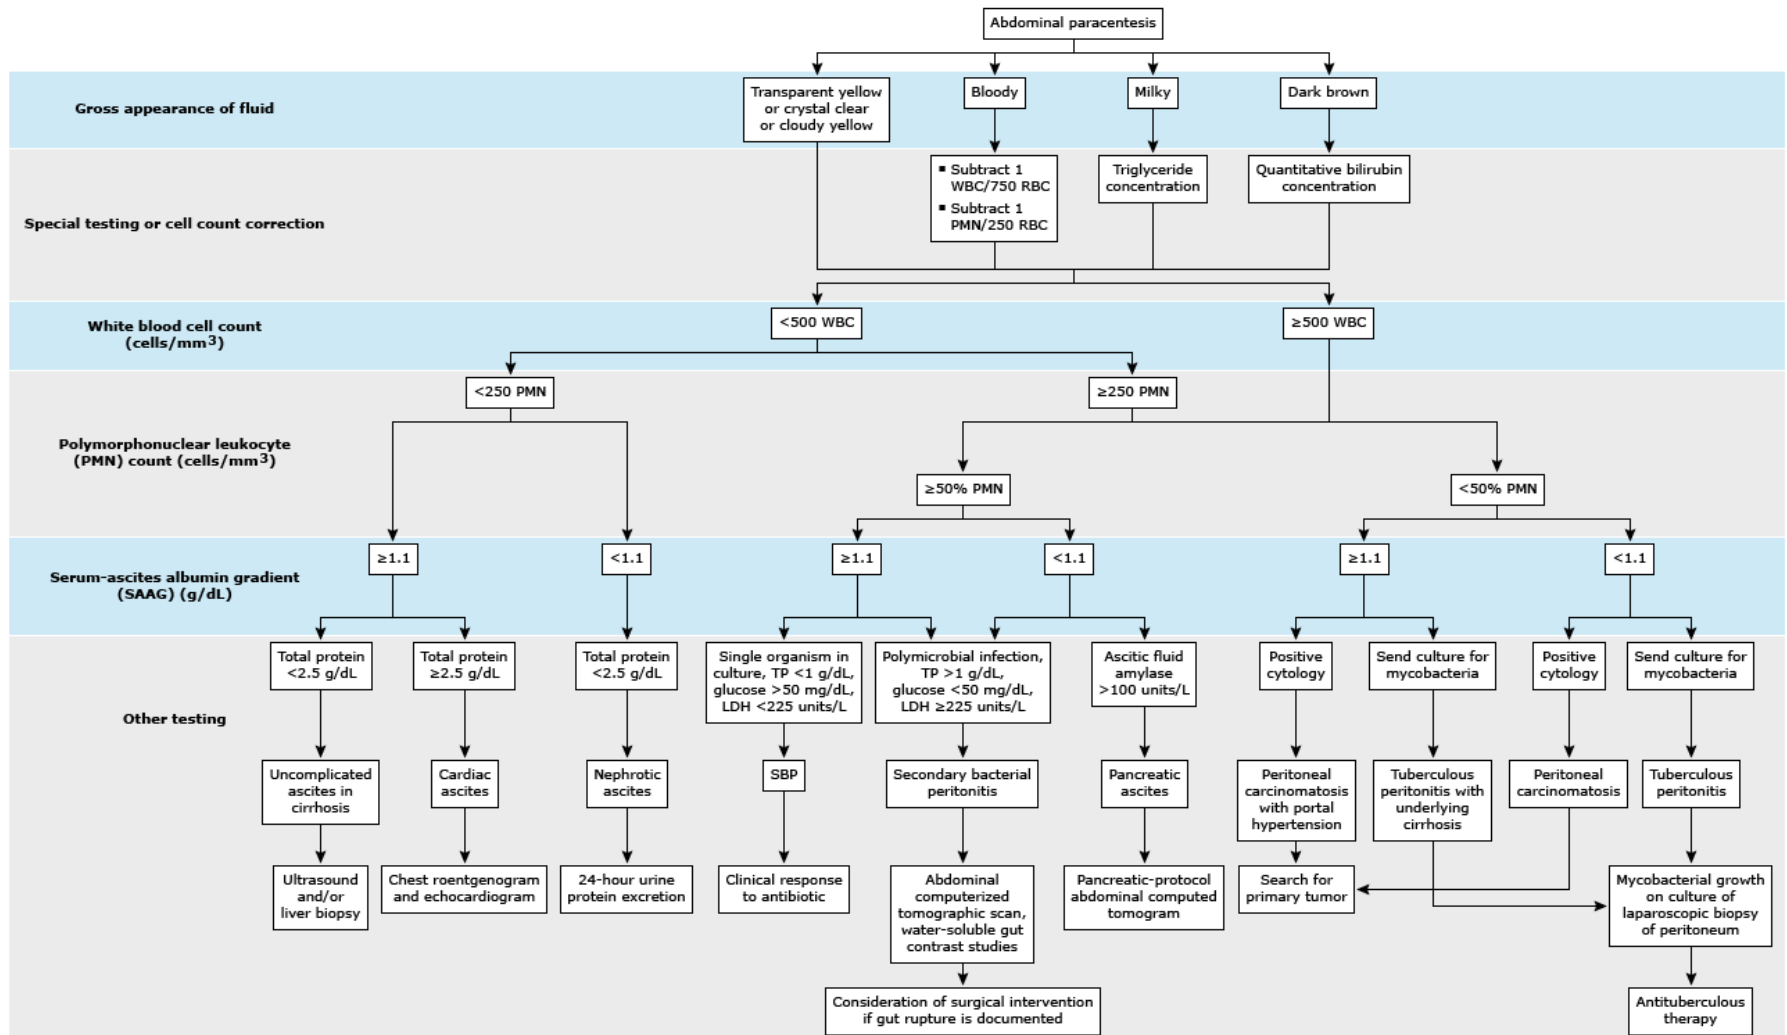 Abdominal paracentesis
Gross appearance of fluid
Transparent yellow
or crystal clear
or cloudy yellow
Bloody
Milky
Dark brown
Special testing or cell count correction
▪ Subtract 1
WBC/750 RBC
▪ Subtract 1
PMN/250 RBC
Triglyceride
concentration
Quantitative bilirubin
concentration
White blood cell count
(cells/mm³)
<500 WBC
≥500 WBC
Polymorphonuclear leukocyte
(PMN) count (cells/mm³)
<250 PMN
≥250 PMN
≥50% PMN
<50% PMN
Serum-ascites albumin gradient
(SAAG) (g/dL)
≥1.1
<1.1
≥1.1
<1.1
≥1.1
<1.1
Other testing
Total protein
<2.5 g/dL
Total protein
≥2.5 g/dL
Total protein
<2.5 g/dL
Single organism in
culture, TP <1 g/dL,
glucose >50 mg/dL,
LDH <225 units/L
Polymicrobial infection,
TP >1 g/dL,
glucose <50 mg/dL,
LDH ≥225 units/L
Ascitic fluid
amylase
>100 units/L
Positive
cytology
Send culture for
mycobacteria
Positive
cytology
Send culture for
mycobacteria
Uncomplicated
ascites in
cirrhosis
Cardiac
ascites
Nephrotic
ascites
SBP
Secondary bacterial
peritonitis
Pancreatic
ascites
Peritoneal
carcinomatosis
with portal
hypertension
Tuberculous
peritonitis with
underlying
cirrhosis
Peritoneal
carcinomatosis
Tuberculous
peritonitis
Ultrasound
and/or
liver biopsy
Chest roentgenogram
and echocardiogram
24-hour urine
protein excretion
Clinical response
to antibiotic
Abdominal
computerized
tomographic scan,
water-soluble gut
contrast studies
Pancreatic-protocol
abdominal computed
tomogram
Search for
primary tumor
Mycobacterial growth
on culture of
laparoscopic biopsy
of peritoneum
Consideration of surgical intervention
if gut rupture is documented
Antituberculous
therapy